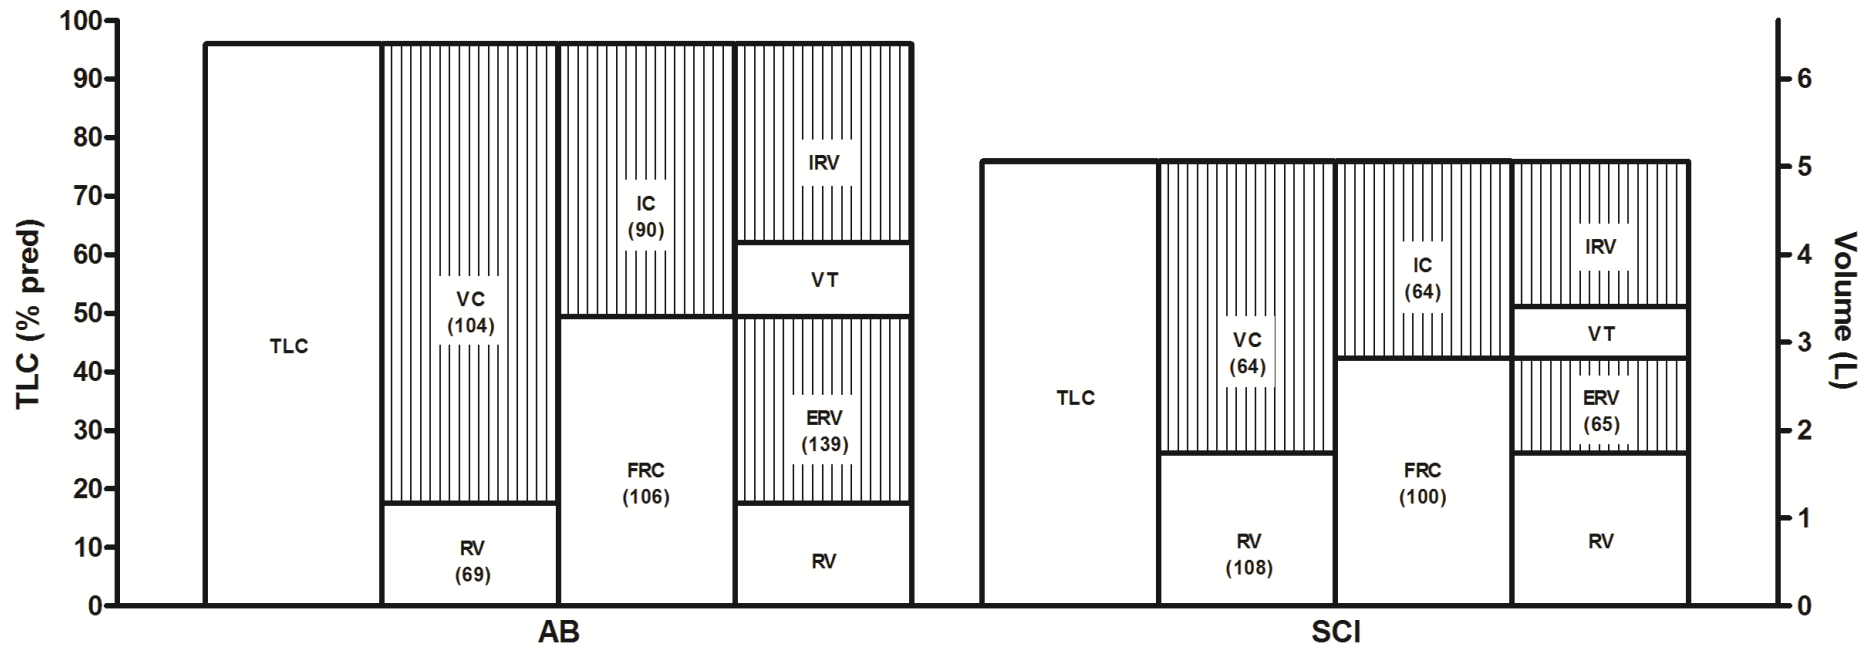 TLC (% pred)
100
90
80
70
60
50
40
30
20
10
0
TLC
VC
(104)
RV
(69)
IC
(90)
FRC
(106)
IRV
VT
ERV
(139)
RV
AB
TLC
VC
(64)
RV
(108)
IC
(64)
FRC
(100)
IRV
VT
ERV
(65)
RV
SCI
6
5
4
3
2
1
0
Volume (L)